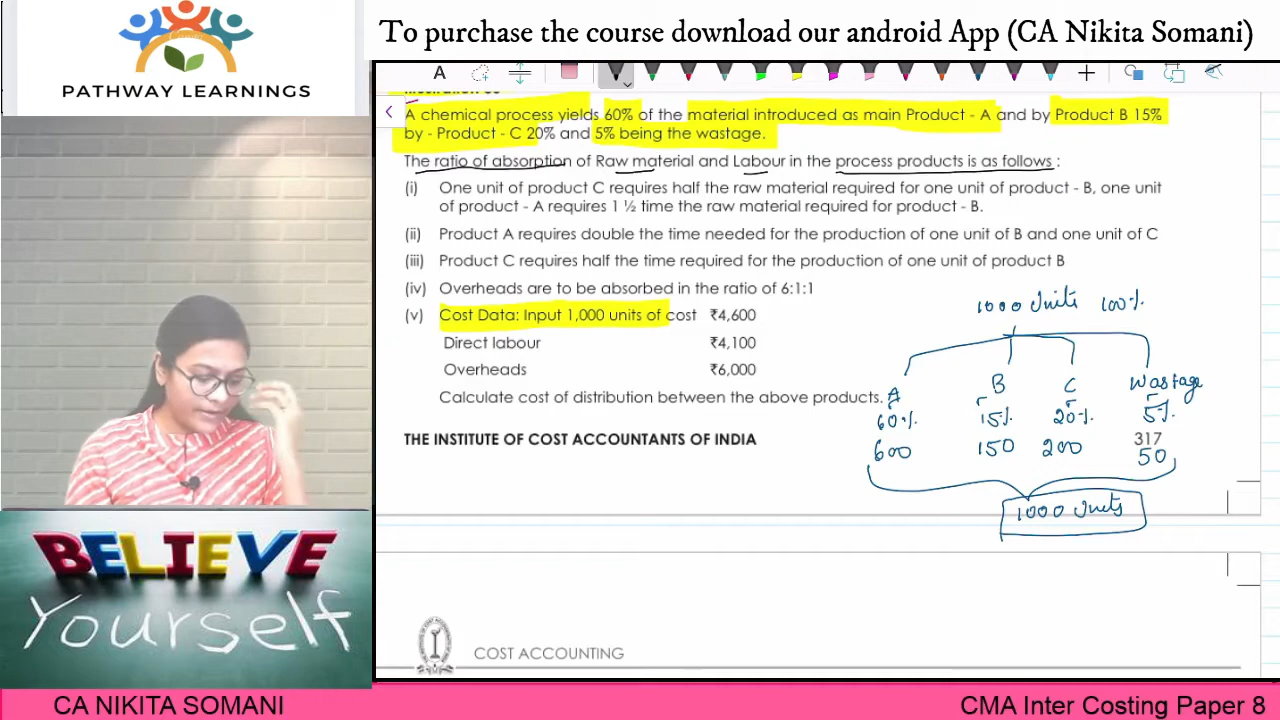 PATHWAY LEARNINGS
To purchase the course download our android App (CA Nikita Somani)
A chemical process yields 60% of the material introduced as main Product - A and by Product B 15%
by - Product - C 20% and 5% being the wastage.
The ratio of absorption of Raw material and Labour in the process products is as follows :
(i) One unit of product C requires half the raw material required for one unit of product - B, one unit
of product - A requires 1 ½ time the raw material required for product - B.
(ii) Product A requires double the time needed for the production of one unit of B and one unit of C
(iii) Product C requires half the time required for the production of one unit of product B
(iv) Overheads are to be absorbed in the ratio of 6:1:1
(v) Cost Data: Input 1,000 units of cost ₹4,600
Direct labour ₹4,100
Overheads ₹6,000
Calculate cost of distribution between the above products.
1000 Units 100%
A B C Wastage
60% 15% 20% 5%
600 150 200 50
1000 Units
THE INSTITUTE OF COST ACCOUNTANTS OF INDIA 317
COST ACCOUNTING
BELIEVE
Yourself
CA NIKITA SOMANI
CMA Inter Costing Paper 8